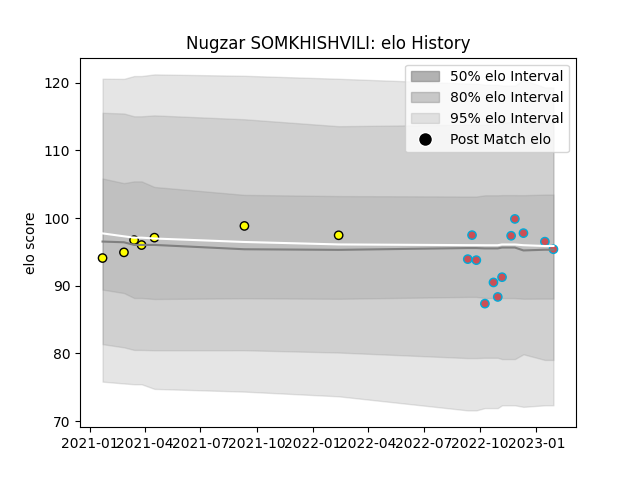 Nugzar SOMKHISHVILI: elo History
50% elo Interval
80% elo Interval
95% elo Interval
Post Match elo
elo score
120
110
100
90
80
70
2021-01 2021-04 2021-07 2021-10 2022-01 2022-04 2022-07 2022-10 2023-01